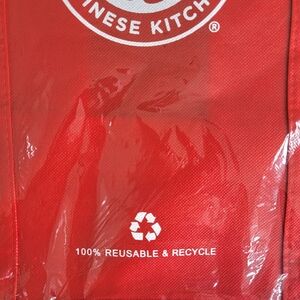 INESE KITCH
®
100% REUSABLE & RECYCLE